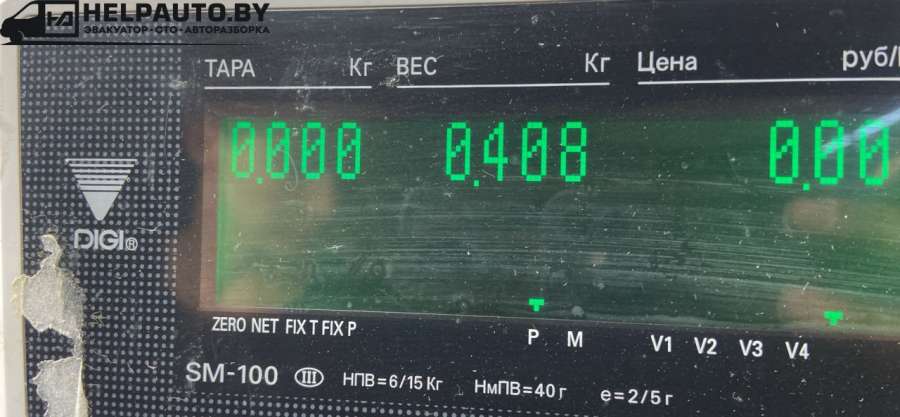 HELPAUTO.BY
ЭВАКУАТОР·СТО·АВТОРАЗБОРКА
ТАРА Кг ВЕС Кг Цена руб/
0.000 0.408 0.00
DIGI®
ZERO NET FIX T FIX P P M V1 V2 V3 V4
SM-100 III НПВ=6/15 Кг НмПВ=40 г e=2/5 г